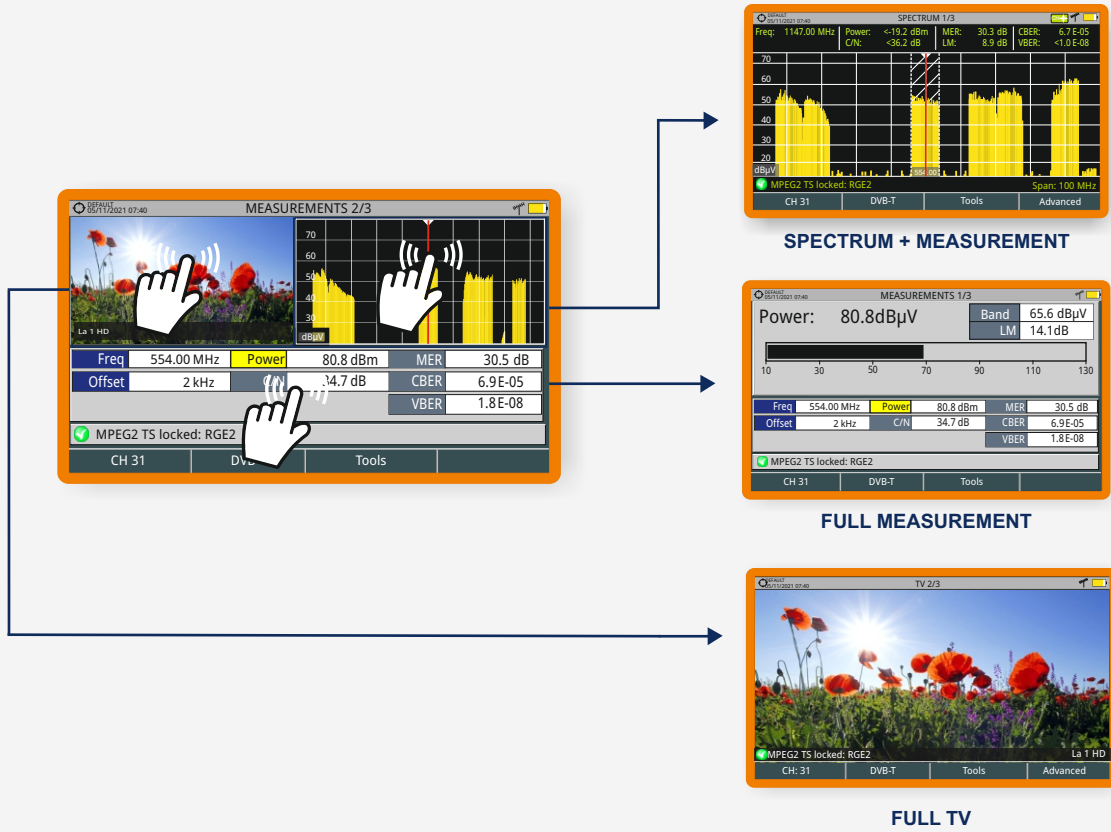 DEFAULT
05/11/2021 07:40
MEASUREMENTS 2/3
La 1 HD
70
60
50
40
30
dBµV
Freq 554.00 MHz Power 80.8 dBm MER 30.5 dB
Offset 2 kHz C/N 34.7 dB CBER 6.9E-05
VBER 1.8E-08
MPEG2 TS locked: RGE2
CH 31 Tools
DEFAULT
05/11/2021 07:40
SPECTRUM 1/3
Freq: 1147.00 MHz Power: <-19.2 dBm MER: 30.3 dB CBER: 6.7E-05
C/N: <36.2 dB LM: 8.9 dB VBER: <1.0E-08
70
60
50
40
30
20
dBµV
554.00
MPEG2 TS locked: RGE2 Span: 100 MHz
CH 31 DVB-T Tools Advanced
SPECTRUM + MEASUREMENT
DEFAULT
05/11/2021 07:40
MEASUREMENTS 1/3
Power: 80.8dBµV Band 65.6 dBµV
LM 14.1dB
10 30 50 70 90 110 130
Freq 554.00 MHz Power 80.8 dBm MER 30.5 dB
Offset 2 kHz C/N 34.7 dB CBER 6.9E-05
VBER 1.8E-08
MPEG2 TS locked: RGE2
CH 31 DVB-T Tools
FULL MEASUREMENT
DEFAULT
05/11/2021 07:40
TV 2/3
MPEG2 TS locked: RGE2 La 1 HD
CH: 31 DVB-T Tools Advanced
FULL TV